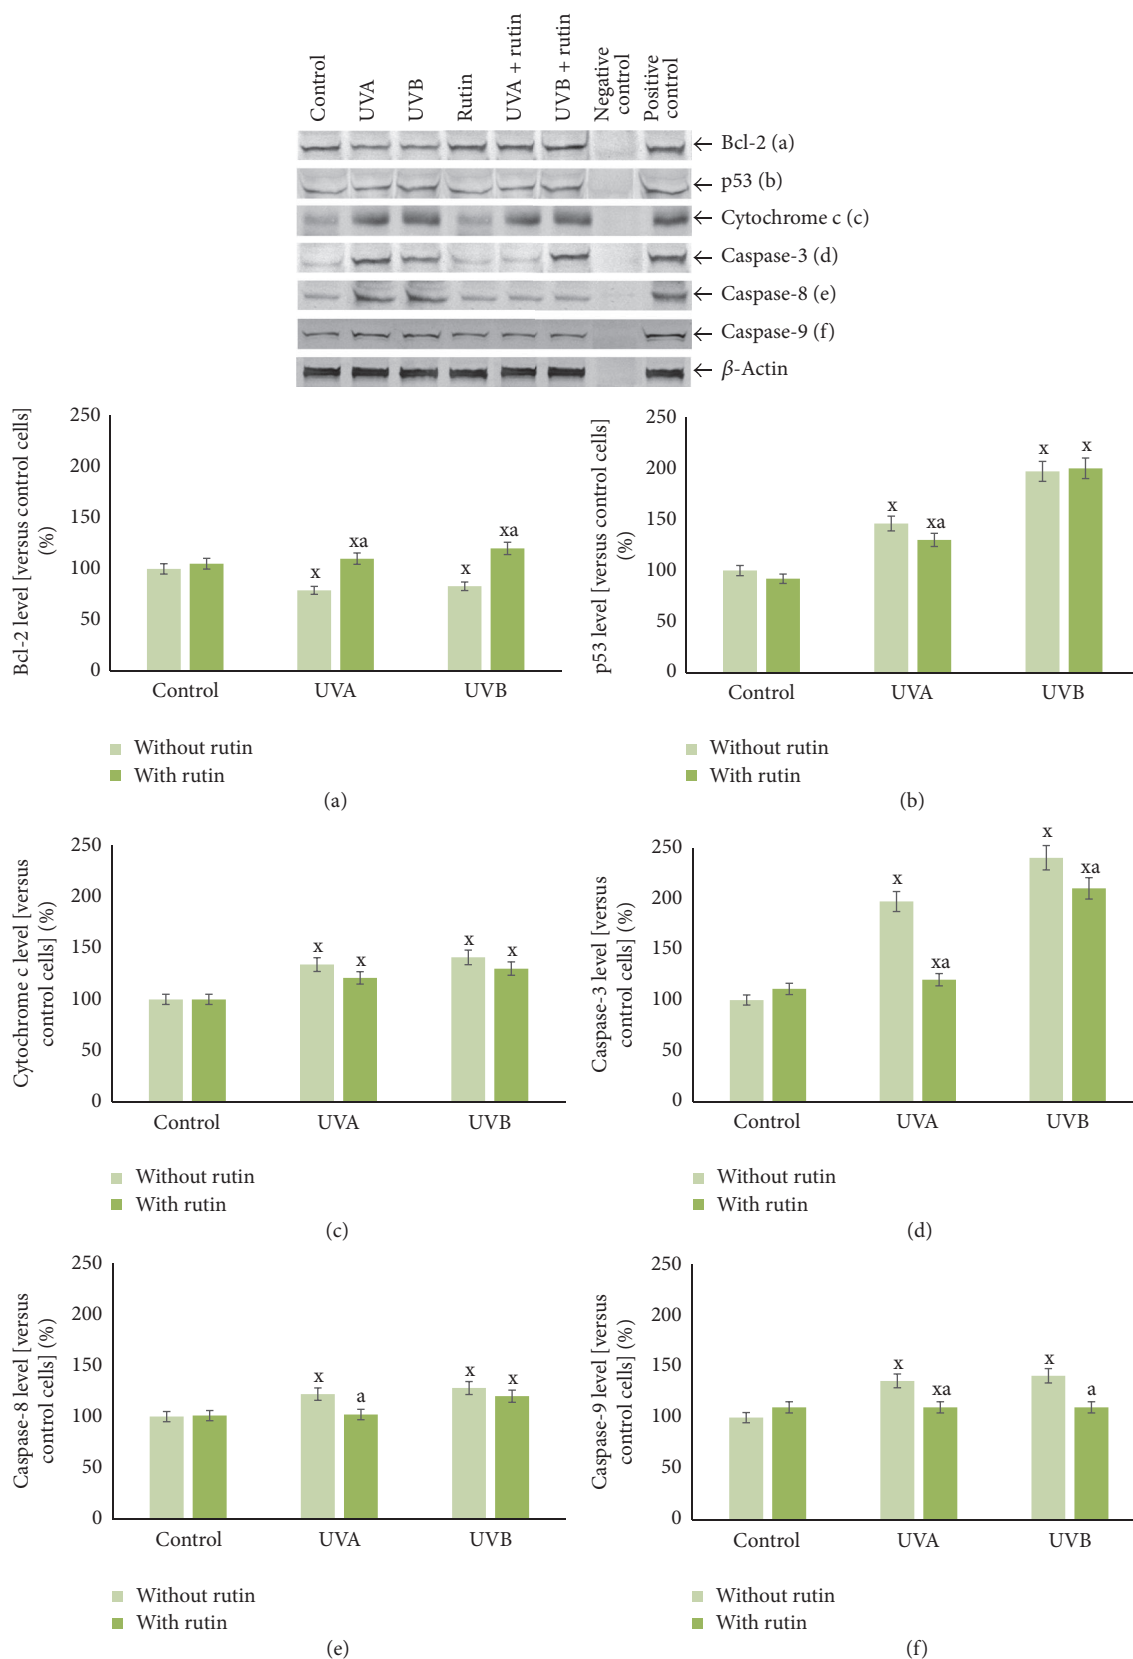 Control
UVA
UVB
Rutin
UVA + rutin
UVB + rutin
Negative
control
Positive
control
Bcl-2 (a)
p53 (b)
Cytochrome c (c)
Caspase-3 (d)
Caspase-8 (e)
Caspase-9 (f)
β-Actin
Bcl-2 level [versus control cells]
(%)
250
200
150
100
50
0
x
xa
x
xa
Control
UVA
UVB
Without rutin
With rutin
(a)
p53 level [versus control cells]
(%)
250
200
150
100
50
0
x
xa
x
x
Control
UVA
UVB
Without rutin
With rutin
(b)
Cytochrome c level [versus
control cells] (%)
250
200
150
100
50
0
x
x
x
x
Control
UVA
UVB
Without rutin
With rutin
(c)
Caspase-3 level [versus
control cells] (%)
250
200
150
100
50
0
x
xa
x
xa
Control
UVA
UVB
Without rutin
With rutin
(d)
Caspase-8 level [versus
control cells] (%)
250
200
150
100
50
0
x
a
x
x
Control
UVA
UVB
Without rutin
With rutin
(e)
Caspase-9 level [versus
control cells] (%)
250
200
150
100
50
0
x
xa
x
a
Control
UVA
UVB
Without rutin
With rutin
(f)